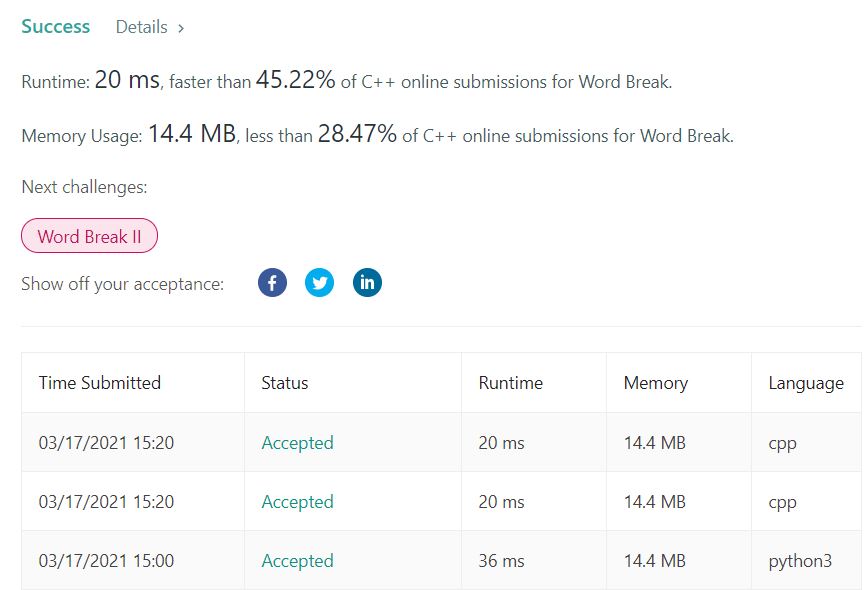 Success Details >
Runtime: 20 ms, faster than 45.22% of C++ online submissions for Word Break.
Memory Usage: 14.4 MB, less than 28.47% of C++ online submissions for Word Break.
Next challenges:
Word Break II
Show off your acceptance: f in
Time Submitted Status Runtime Memory Language
03/17/2021 15:20 Accepted 20 ms 14.4 MB cpp
03/17/2021 15:20 Accepted 20 ms 14.4 MB cpp
03/17/2021 15:00 Accepted 36 ms 14.4 MB python3